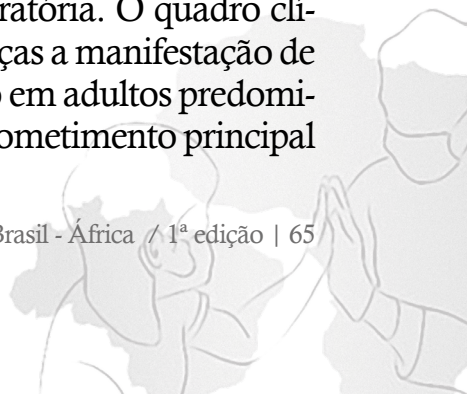 ratória. O quadro clí-
ças a manifestação de
em adultos predomi-
ometimento principal
Brasil - África / 1ª edição | 65